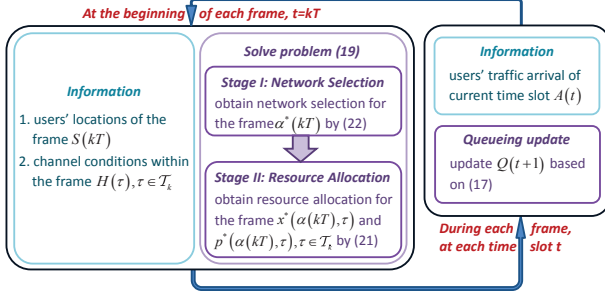 At the beginning of each frame, t=kT
Information
1. users' locations of the
frame S(kT)
2. channel conditions within
the frame H(τ), τ ∈ 𝒯ₖ
Solve problem (19)
Stage I: Network Selection
obtain network selection for
the frame α*(kT) by (22)
Stage II: Resource Allocation
obtain resource allocation for
the frame x*(α(kT),τ) and
p*(α(kT),τ), τ ∈ 𝒯ₖ by (21)
Information
users' traffic arrival of
current time slot A(t)
Queueing update
update Q(t+1) based
on (17)
During each frame,
at each time slot t